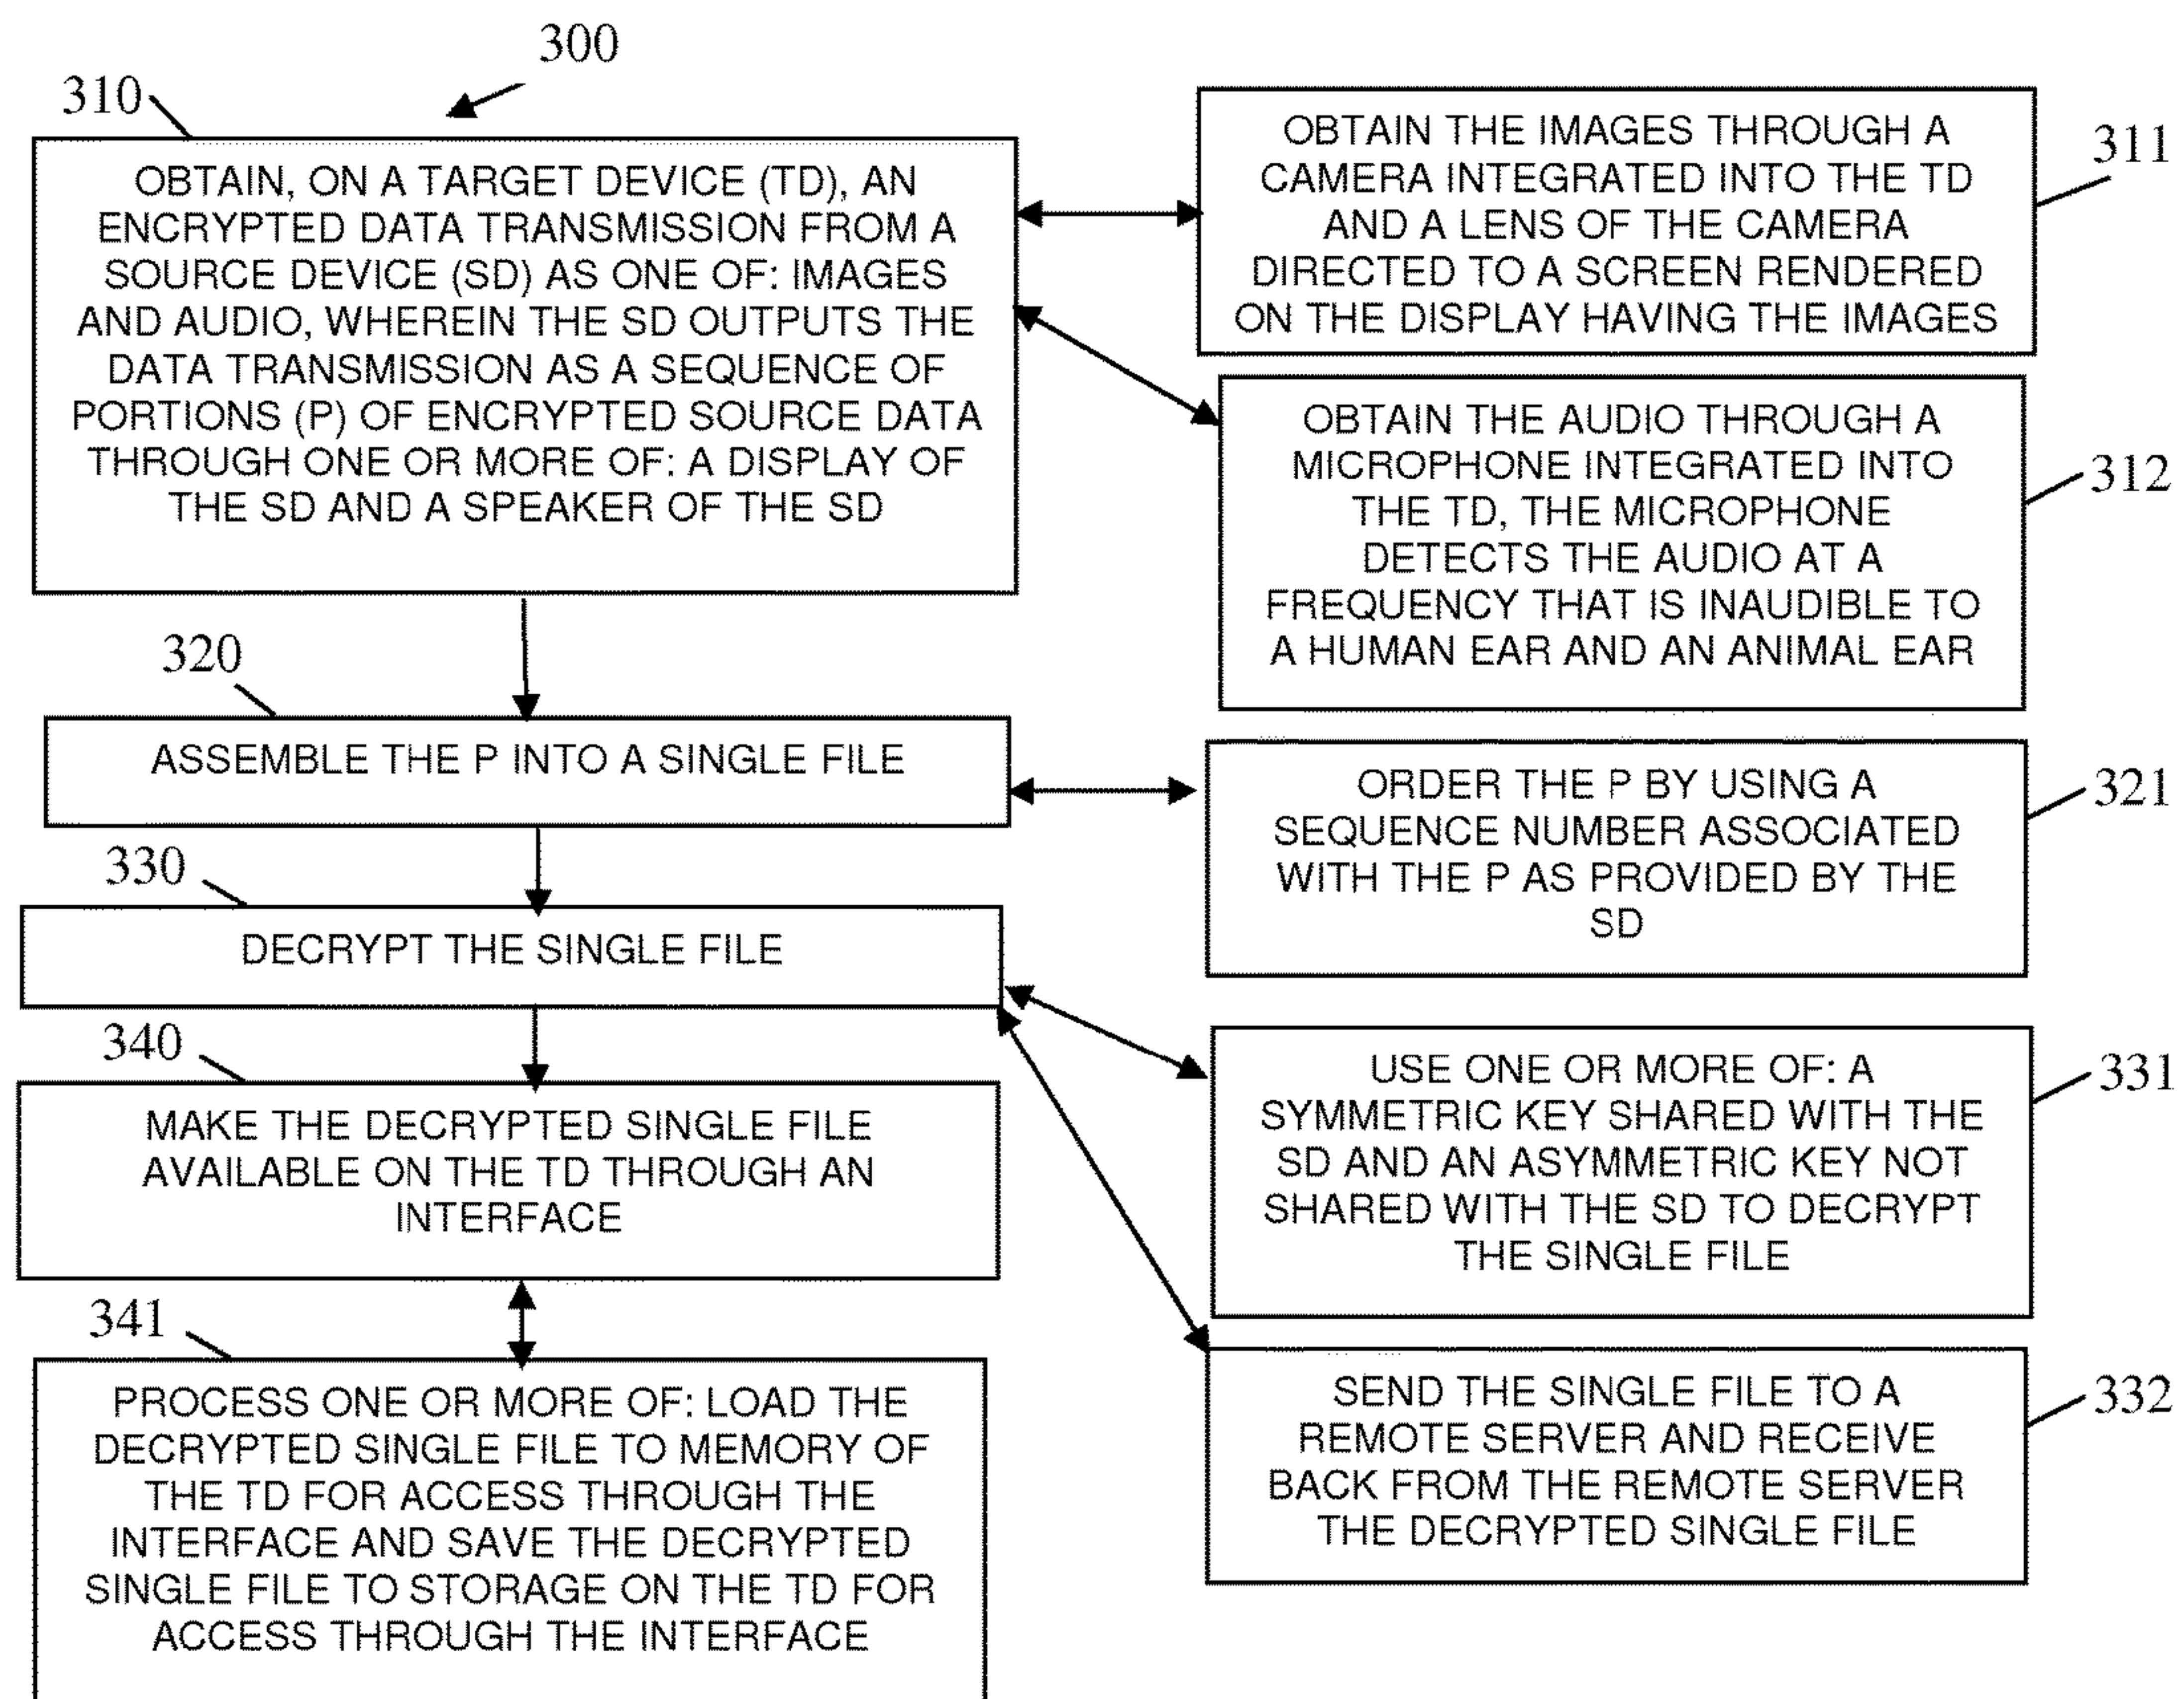 300
310
OBTAIN, ON A TARGET DEVICE (TD), AN
ENCRYPTED DATA TRANSMISSION FROM A
SOURCE DEVICE (SD) AS ONE OF: IMAGES
AND AUDIO, WHEREIN THE SD OUTPUTS THE
DATA TRANSMISSION AS A SEQUENCE OF
PORTIONS (P) OF ENCRYPTED SOURCE DATA
THROUGH ONE OR MORE OF: A DISPLAY OF
THE SD AND A SPEAKER OF THE SD
OBTAIN THE IMAGES THROUGH A
CAMERA INTEGRATED INTO THE TD
AND A LENS OF THE CAMERA
DIRECTED TO A SCREEN RENDERED
ON THE DISPLAY HAVING THE IMAGES
311
OBTAIN THE AUDIO THROUGH A
MICROPHONE INTEGRATED INTO
THE TD, THE MICROPHONE
DETECTS THE AUDIO AT A
FREQUENCY THAT IS INAUDIBLE TO
A HUMAN EAR AND AN ANIMAL EAR
312
320
ASSEMBLE THE P INTO A SINGLE FILE
ORDER THE P BY USING A
SEQUENCE NUMBER ASSOCIATED
WITH THE P AS PROVIDED BY THE
SD
321
330
DECRYPT THE SINGLE FILE
USE ONE OR MORE OF: A
SYMMETRIC KEY SHARED WITH THE
SD AND AN ASYMMETRIC KEY NOT
SHARED WITH THE SD TO DECRYPT
THE SINGLE FILE
331
340
MAKE THE DECRYPTED SINGLE FILE
AVAILABLE ON THE TD THROUGH AN
INTERFACE
SEND THE SINGLE FILE TO A
REMOTE SERVER AND RECEIVE
BACK FROM THE REMOTE SERVER
THE DECRYPTED SINGLE FILE
332
341
PROCESS ONE OR MORE OF: LOAD THE
DECRYPTED SINGLE FILE TO MEMORY OF
THE TD FOR ACCESS THROUGH THE
INTERFACE AND SAVE THE DECRYPTED
SINGLE FILE TO STORAGE ON THE TD FOR
ACCESS THROUGH THE INTERFACE